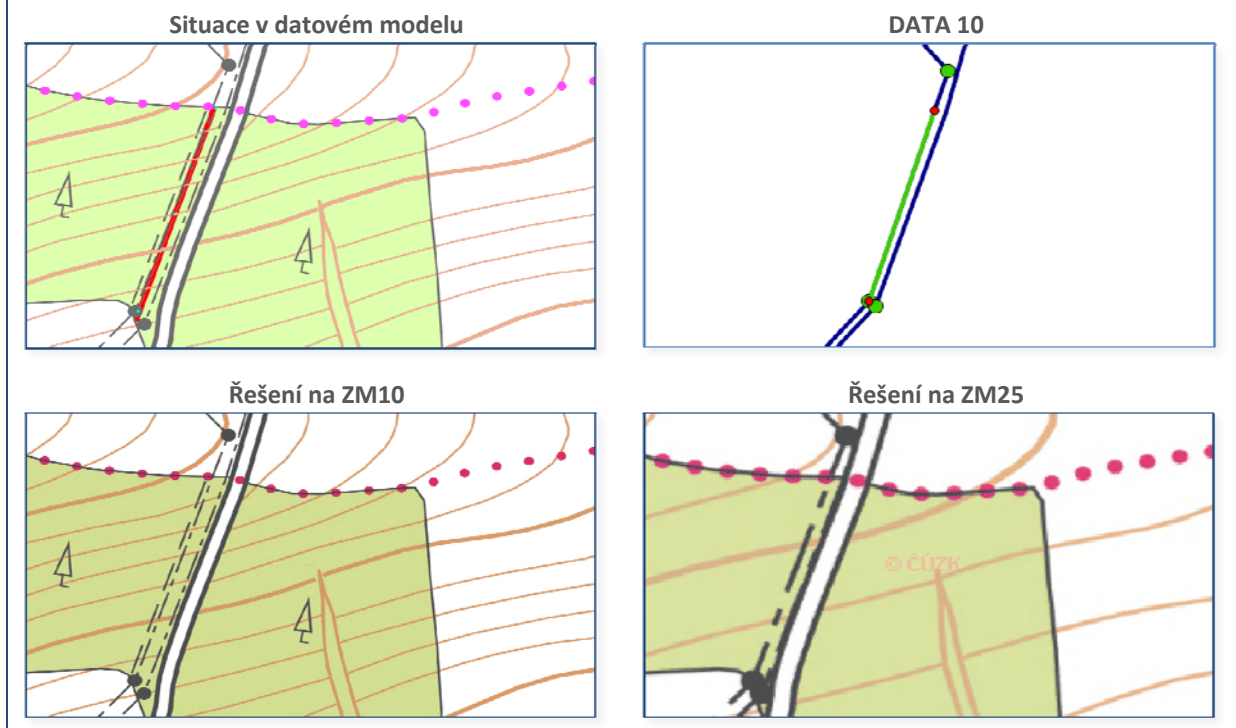 Situace v datovém modelu
DATA 10
Řešení na ZM10
Řešení na ZM25
© ČÚZK